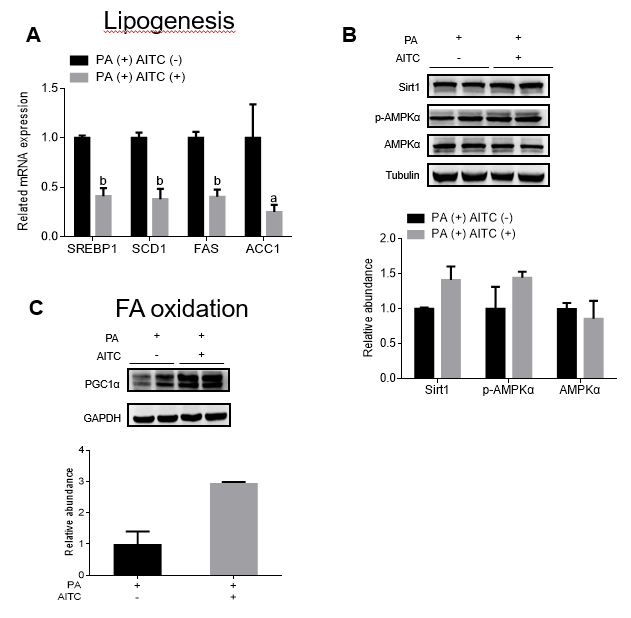 Lipogenesis
A
PA (+) AITC (-)
PA (+) AITC (+)
Related mRNA expression
1.5
1.0
0.5
0.0
b
b
b
a
SREBP1 SCD1 FAS ACC1
B
PA + +
AITC - +
Sirt1
p-AMPKα
AMPKα
Tubulin
PA (+) AITC (-)
PA (+) AITC (+)
Relative abundance
2.0
1.5
1.0
0.5
0.0
Sirt1 p-AMPKα AMPKα
C
FA oxidation
PA + +
AITC - +
PGC1α
GAPDH
Relative abundance
4
3
2
1
0
PA + +
AITC - +